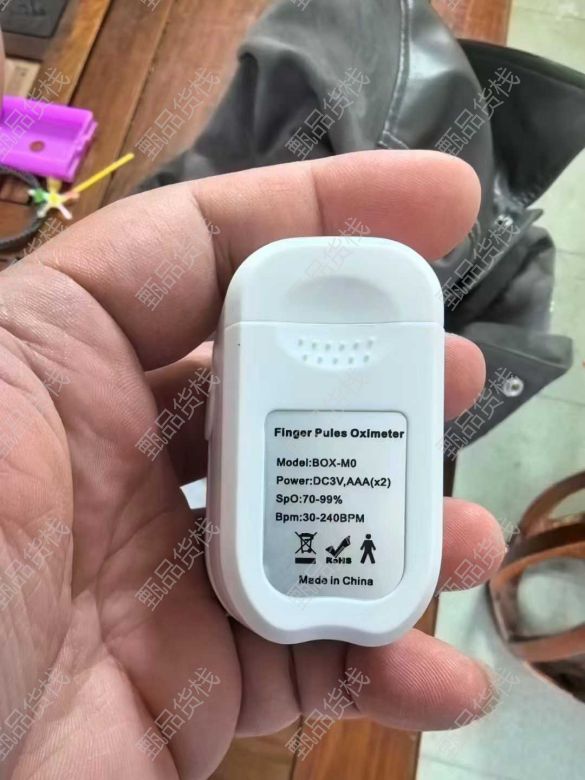 Finger Pules Oximeter
Model:BOX-M0
Power:DC3V,AAA(x2)
SpO:70-99%
Bpm:30-240BPM
RoHS
Made in China
甄品货栈